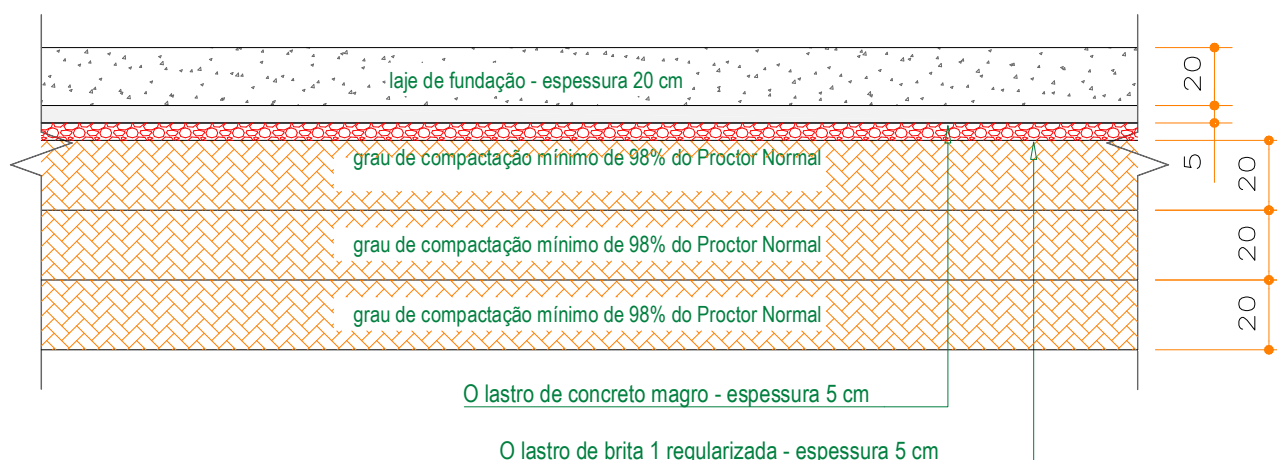 laje de fundação - espessura 20 cm
grau de compactação mínimo de 98% do Proctor Normal
grau de compactação mínimo de 98% do Proctor Normal
grau de compactação mínimo de 98% do Proctor Normal
O lastro de concreto magro - espessura 5 cm
O lastro de brita 1 regularizada - espessura 5 cm
20
5
20
20
20